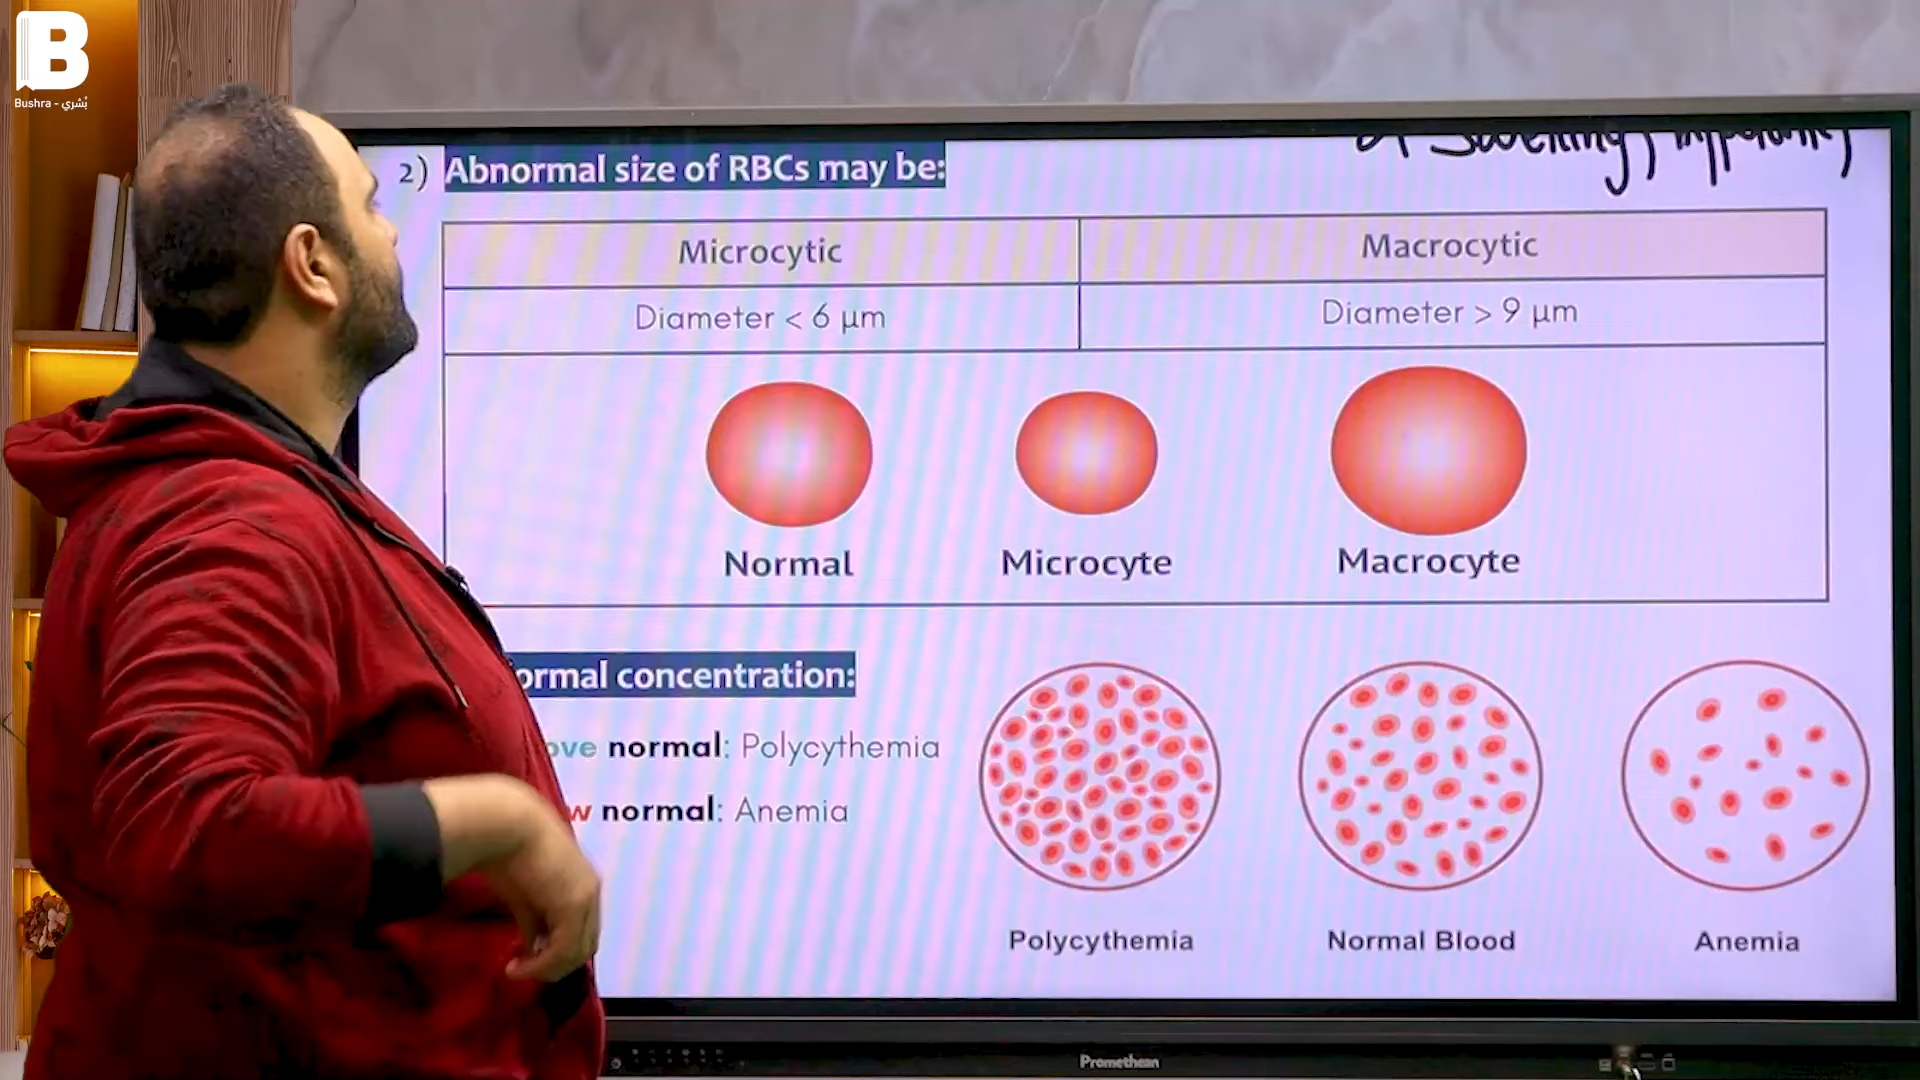 B
Bushra - بُشري
2) Abnormal size of RBCs may be:
Microcytic
Macrocytic
Diameter < 6 µm
Diameter > 9 µm
Normal
Microcyte
Macrocyte
ormal concentration:
ove normal: Polycythemia
w normal: Anemia
Polycythemia
Normal Blood
Anemia
Promethean